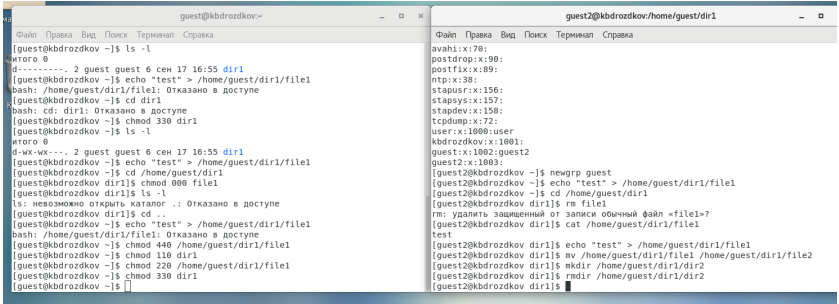 guest@kbdrozdkov:~
Файл Правка Вид Поиск Терминал Справка
[guest@kbdrozdkov ~]$ ls -l
итого 0
d---------. 2 guest guest 6 сен 17 16:55 dir1
[guest@kbdrozdkov ~]$ echo "test" > /home/guest/dir1/file1
bash: /home/guest/dir1/file1: Отказано в доступе
[guest@kbdrozdkov ~]$ cd dir1
bash: cd: dir1: Отказано в доступе
[guest@kbdrozdkov ~]$ chmod 330 dir1
[guest@kbdrozdkov ~]$ ls -l
итого 0
d-wx-wx---. 2 guest guest 6 сен 17 16:55 dir1
[guest@kbdrozdkov ~]$ echo "test" > /home/guest/dir1/file1
[guest@kbdrozdkov ~]$ cd /home/guest/dir1
[guest@kbdrozdkov dir1]$ chmod 000 file1
[guest@kbdrozdkov dir1]$ ls -l
ls: невозможно открыть каталог .: Отказано в доступе
[guest@kbdrozdkov dir1]$ cd ..
[guest@kbdrozdkov ~]$ echo "test" > /home/guest/dir1/file1
bash: /home/guest/dir1/file1: Отказано в доступе
[guest@kbdrozdkov ~]$ chmod 440 /home/guest/dir1/file1
[guest@kbdrozdkov ~]$ chmod 110 dir1
[guest@kbdrozdkov ~]$ chmod 220 /home/guest/dir1/file1
[guest@kbdrozdkov ~]$ chmod 330 dir1
[guest@kbdrozdkov ~]$
guest2@kbdrozdkov:/home/guest/dir1
Файл Правка Вид Поиск Терминал Справка
avahi:x:70:
postdrop:x:90:
postfix:x:89:
ntp:x:38:
stapusr:x:156:
stapsys:x:157:
stapdev:x:158:
tcpdump:x:72:
user:x:1000:user
kbdrozdkov:x:1001:
guest:x:1002:guest2
guest2:x:1003:
[guest2@kbdrozdkov ~]$ newgrp guest
[guest2@kbdrozdkov ~]$ echo "test" > /home/guest/dir1/file1
[guest2@kbdrozdkov ~]$ cd /home/guest/dir1
[guest2@kbdrozdkov dir1]$ rm file1
rm: удалить защищенный от записи обычный файл «file1»?
[guest2@kbdrozdkov dir1]$ cat /home/guest/dir1/file1
test
[guest2@kbdrozdkov dir1]$ echo "test" > /home/guest/dir1/file1
[guest2@kbdrozdkov dir1]$ mv /home/guest/dir1/file1 /home/guest/dir1/file2
[guest2@kbdrozdkov dir1]$ mkdir /home/guest/dir1/dir2
[guest2@kbdrozdkov dir1]$ rmdir /home/guest/dir1/dir2
[guest2@kbdrozdkov dir1]$